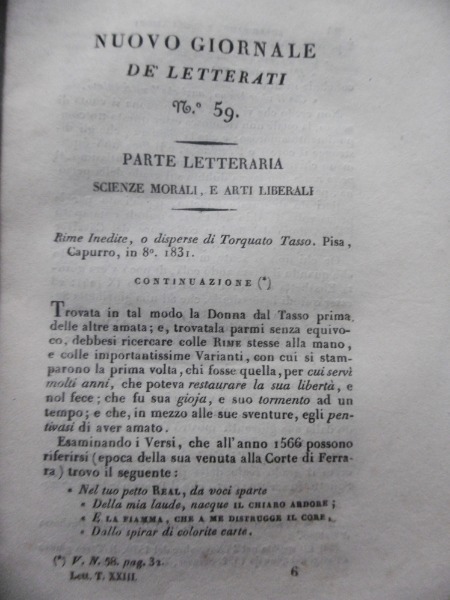 NUOVO GIORNALE
DE' LETTERATI
N.º 59.
PARTE LETTERARIA
SCIENZE MORALI, E ARTI LIBERALI
Rime Inedite, o disperse di Torquato Tasso. Pisa,
Capurro, in 8º. 1831.
CONTINUAZIONE (*)
Trovata in tal modo la Donna dal Tasso prima
delle altre amata; e, trovatala parmi senza equivo-
co, debbesi ricercare colle RIME stesse alla mano,
e colle importantissime Varianti, con cui si stam-
parono la prima volta, chi fosse quella, per cui servì
molti anni, che poteva restaurare la sua libertà, e
nol fece; che fu sua gioja, e suo tormento ad un
tempo; e che, in mezzo alle sue sventure, egli pen-
tivasi di aver amato.
Esaminando i Versi, che all'anno 1566 possono
riferirsi (epoca della sua venuta alla Corte di Ferra-
ra) trovo il seguente:
« Nel tuo petto REAL, da voci sparte
« Della mia laude, nacque IL CHIARO ARDORE;
« E LA FIAMMA, CHE A ME DISTRUGGE IL CORE,
« Dallo spirar di colorite carte.
(*) V. N. 58. pag. 32.
Lett. T. XXIII. 6